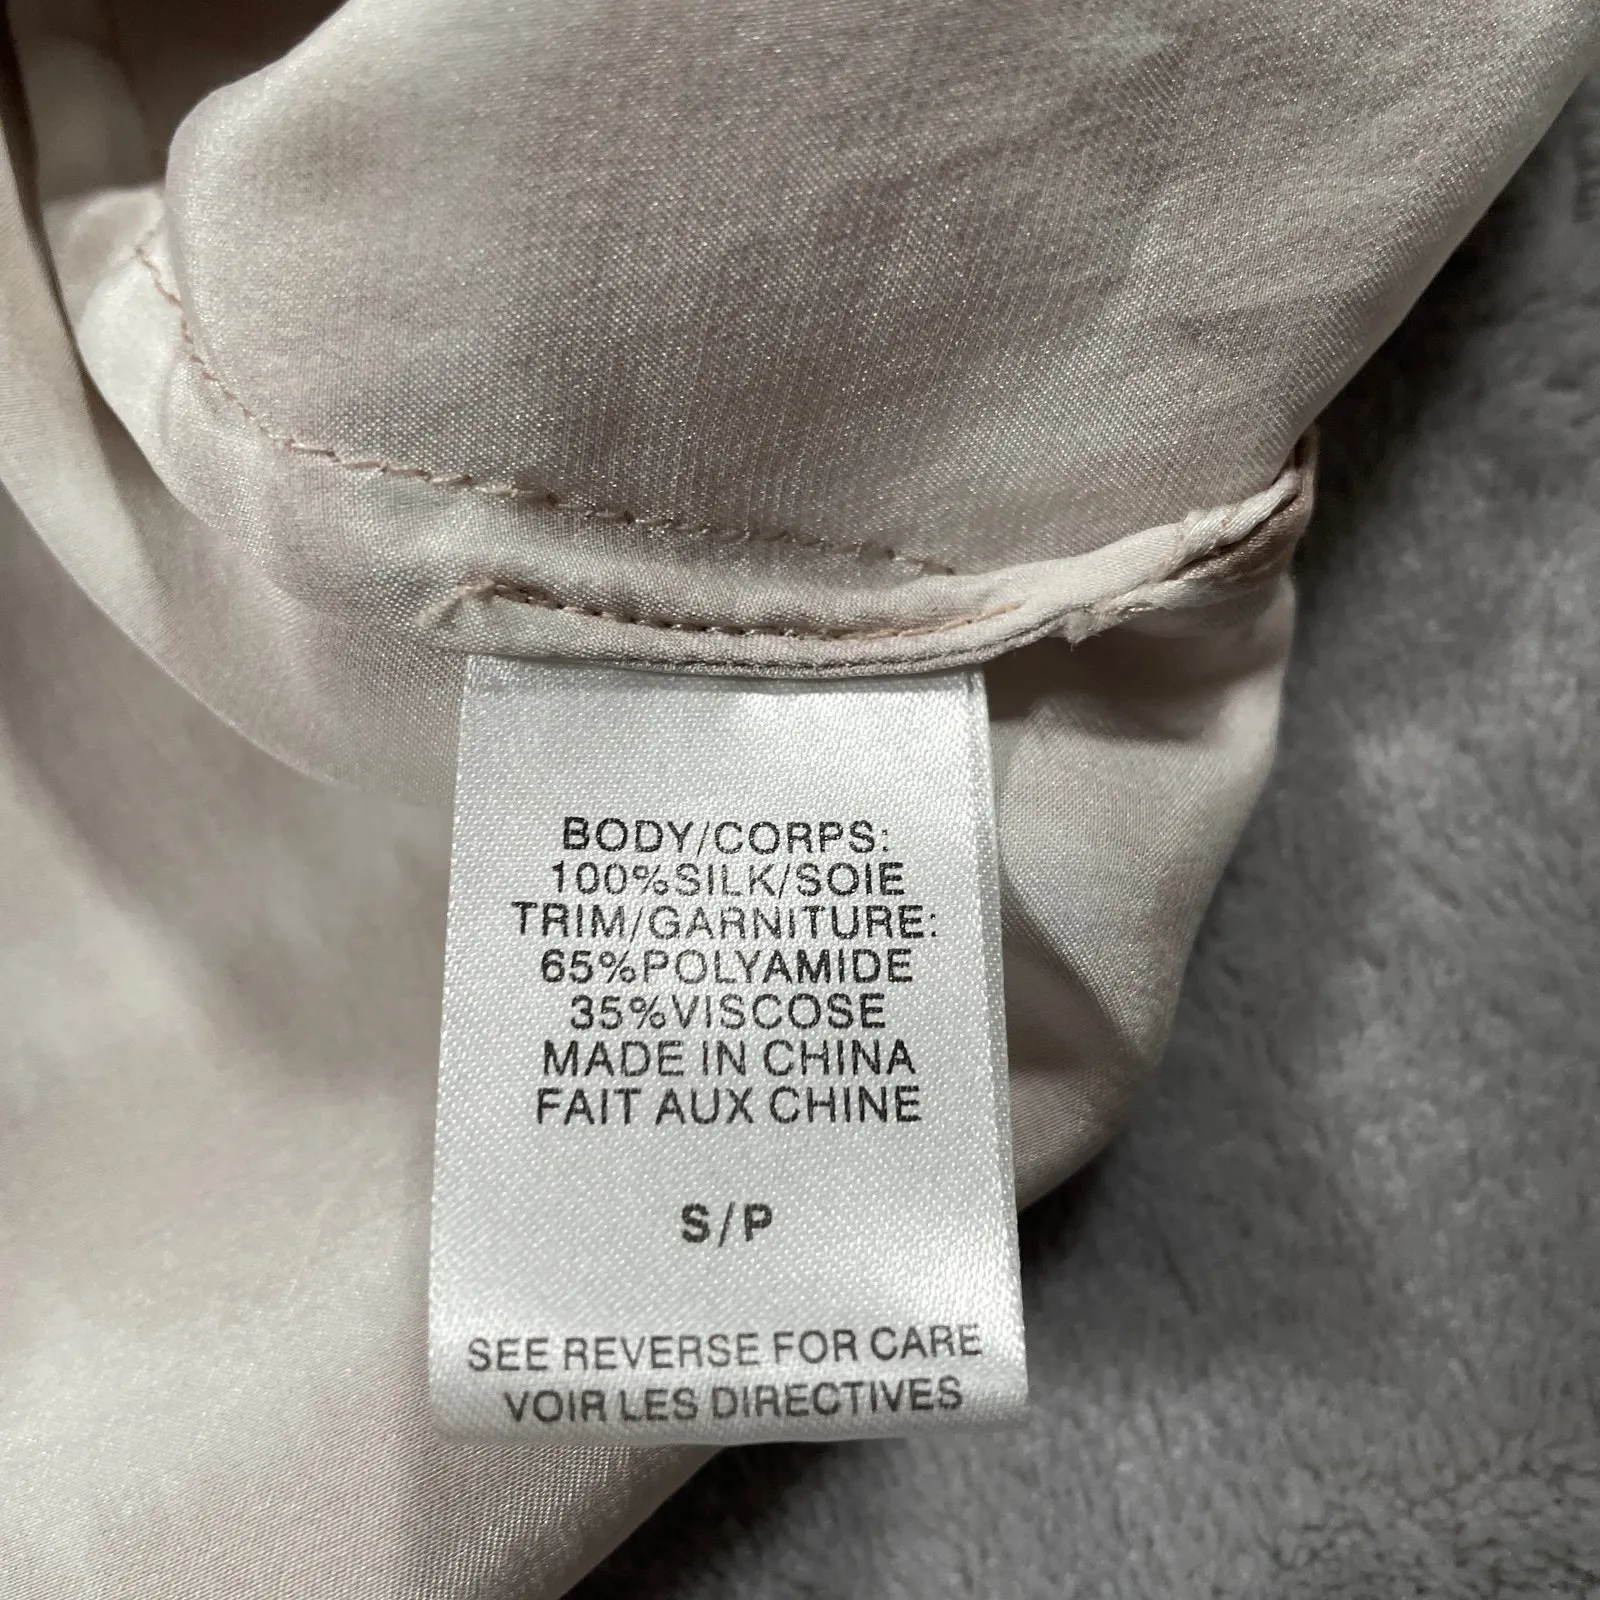 BODY/CORPS:
100%SILK/SOIE
TRIM/GARNITURE:
65%POLYAMIDE
35%VISCOSE
MADE IN CHINA
FAIT AUX CHINE
S/P
SEE REVERSE FOR CARE
VOIR LES DIRECTIVES